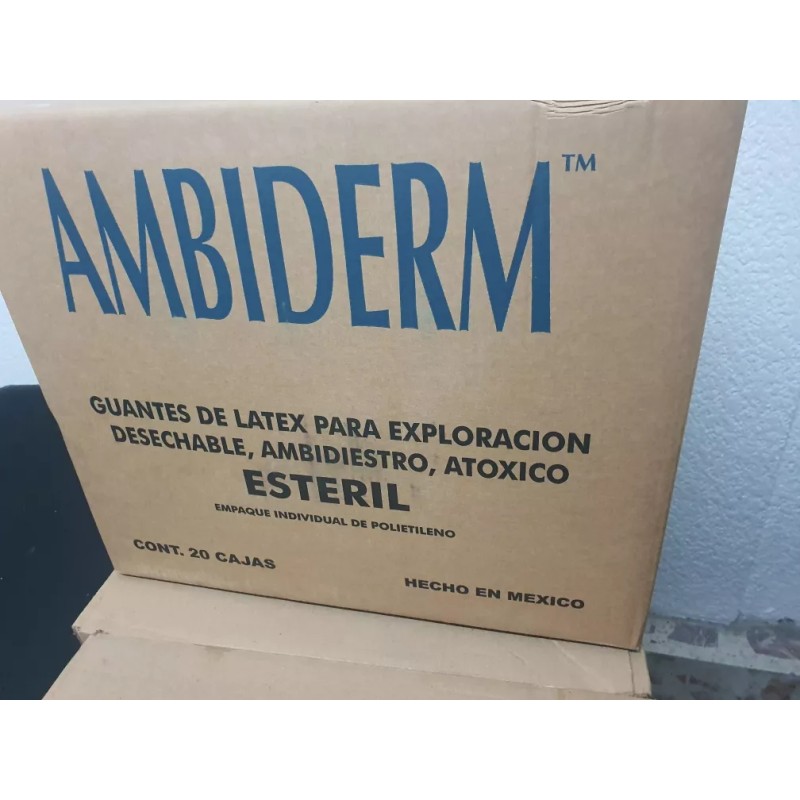 AMBIDERM™
GUANTES DE LATEX PARA EXPLORACION
DESECHABLE, AMBIDIESTRO, ATOXICO
ESTERIL
EMPAQUE INDIVIDUAL DE POLIETILENO
CONT. 20 CAJAS
HECHO EN MEXICO